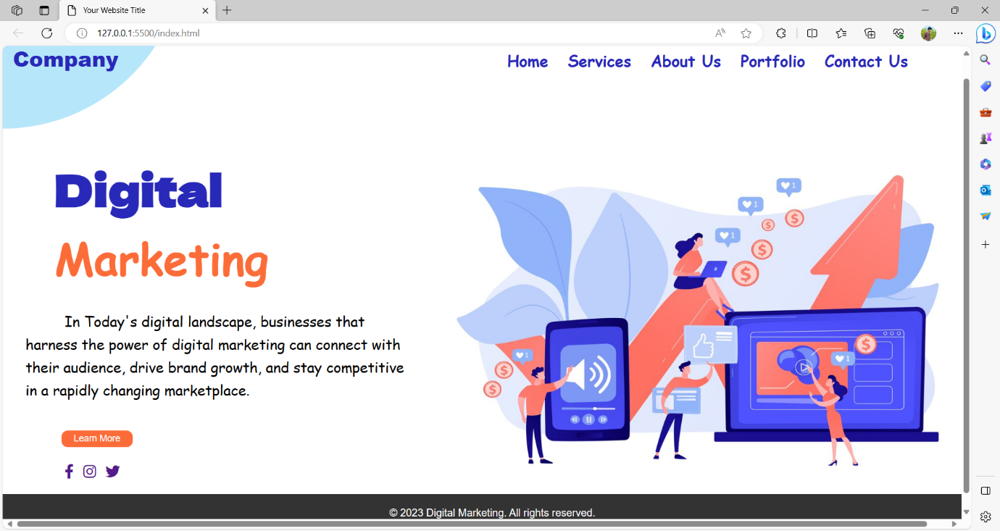 Your Website Title
127.0.0.1:5500/index.html
Company
Home Services About Us Portfolio Contact Us
Digital
Marketing
In Today's digital landscape, businesses that
harness the power of digital marketing can connect with
their audience, drive brand growth, and stay competitive
in a rapidly changing marketplace.
Learn More
1
1
1
$
$
$
$
1
$
$
$
1
© 2023 Digital Marketing. All rights reserved.